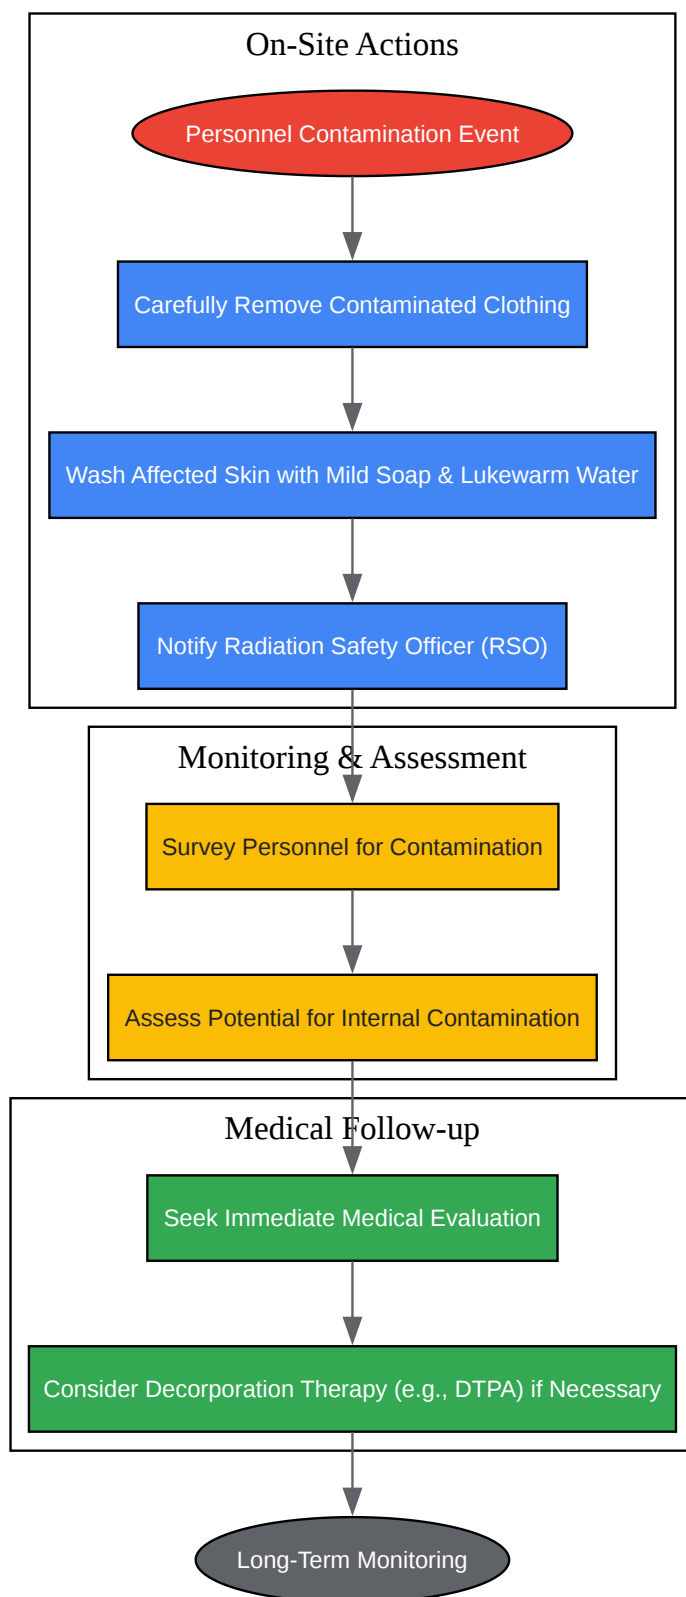 On-Site Actions
Personnel Contamination Event
Carefully Remove Contaminated Clothing
Wash Affected Skin with Mild Soap & Lukewarm Water
Notify Radiation Safety Officer (RSO)
Monitoring & Assessment
Survey Personnel for Contamination
Assess Potential for Internal Contamination
Medical Follow-up
Seek Immediate Medical Evaluation
Consider Decorporation Therapy (e.g., DTPA) if Necessary
Long-Term Monitoring